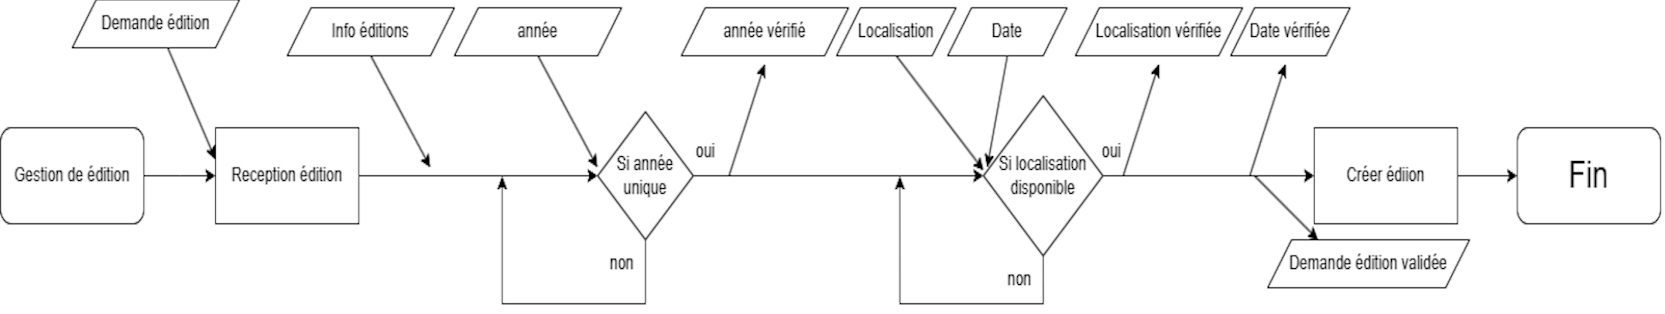 Demande édition
Info éditions
année
année vérifié
Localisation
Date
Localisation vérifiée
Date vérifiée
Gestion de édition
Reception édition
Si année
unique
oui
non
Si localisation
disponible
oui
non
Créer édiion
Fin
Demande édition validée